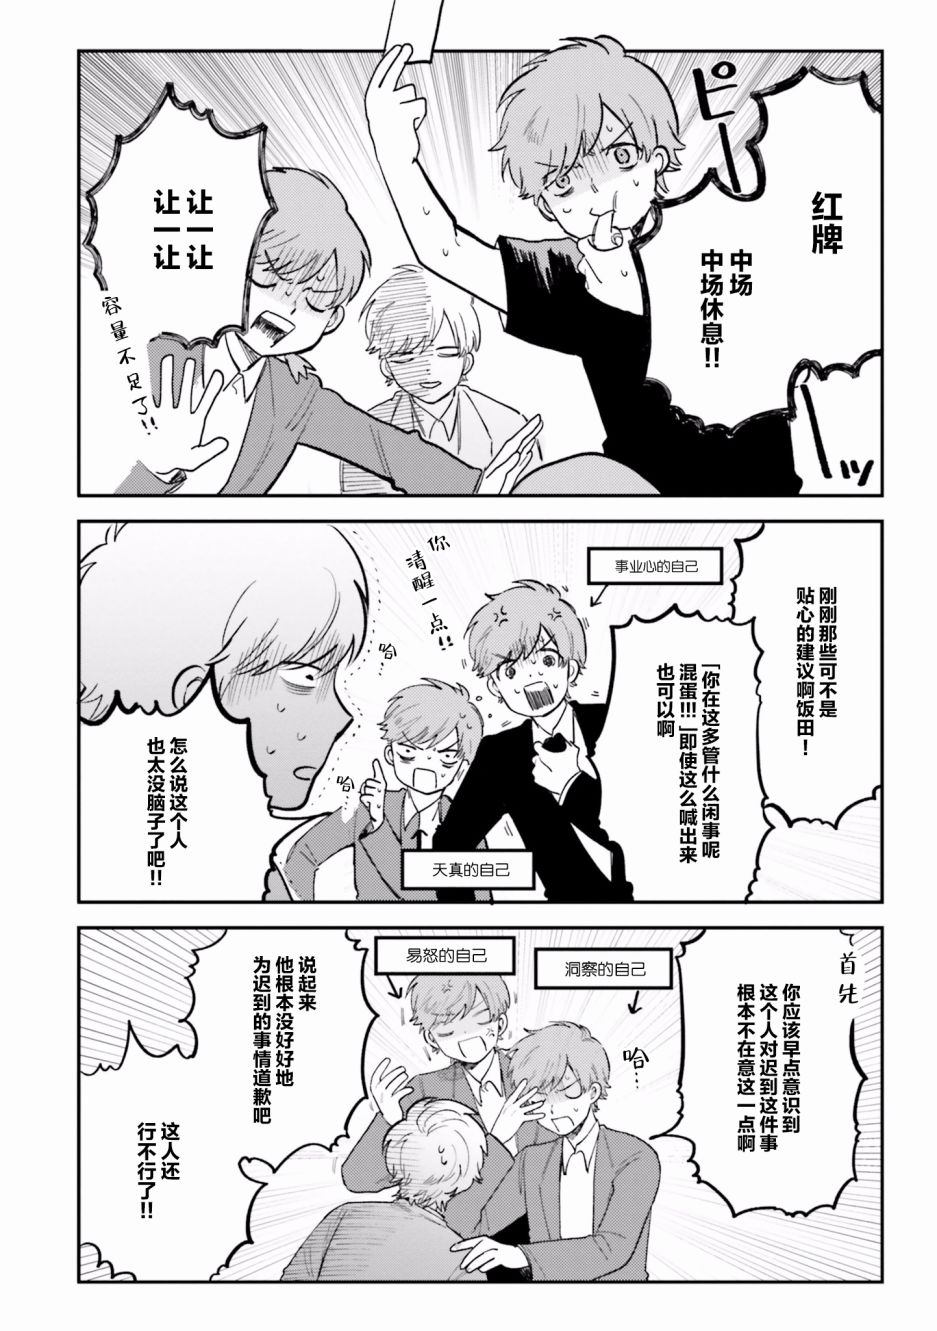 ピーーッ
红牌
中场
中场休息!!
让一让
让一让
容量不足了!!
事业心的自己
刚刚那些可不是
贴心的建议啊饭田！
「你在这多管什么闲事呢
混蛋!!!」即使这么喊出来
也可以啊
你
清醒一点!!
哈…
哈
天真的自己
怎么说这个人
也太没脑子了吧!!
首先
你应该早点意识到
这个人对迟到这件事
根本不在意这一点啊
洞察的自己
易怒的自己
哈…
说起来
他根本没好好地
为迟到的事情道歉吧
这人还
行不行了!!